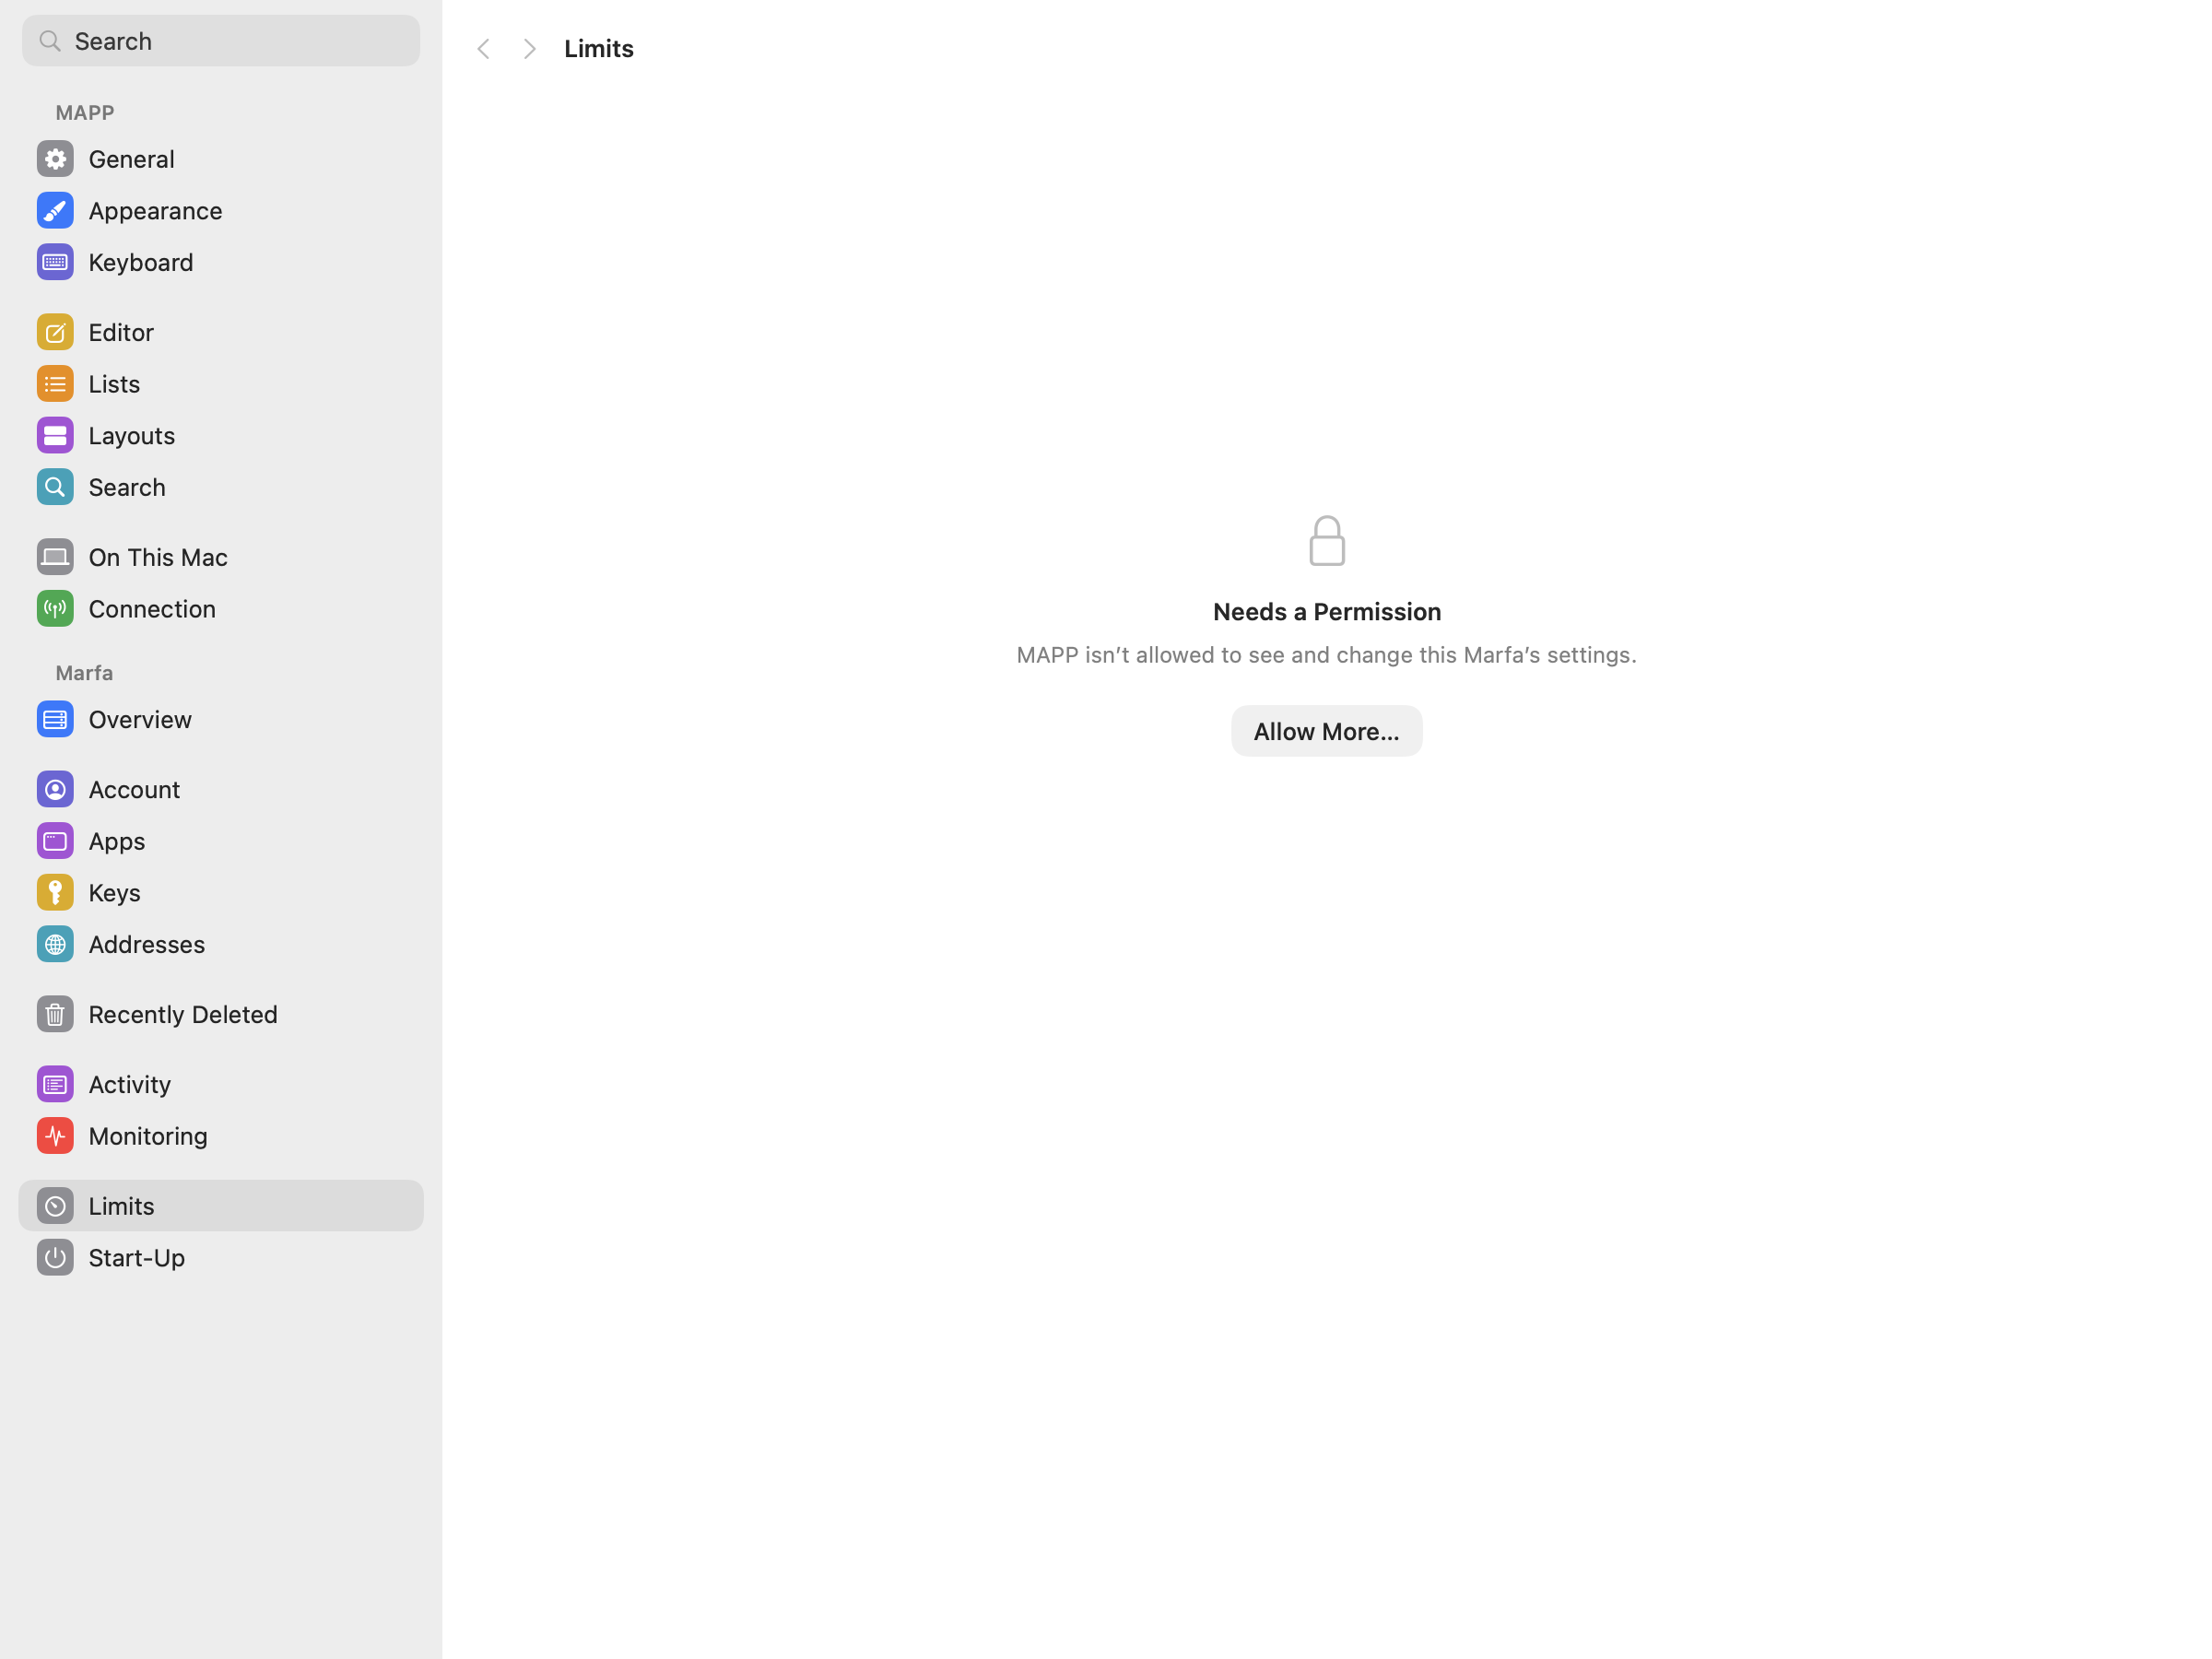 Search
MAPP
General
Appearance
Keyboard
Editor
Lists
Layouts
Search
On This Mac
Connection
Marfa
Overview
Account
Apps
Keys
Addresses
Recently Deleted
Activity
Monitoring
Limits
Start-Up
Limits
Needs a Permission
MAPP isn’t allowed to see and change this Marfa’s settings.
Allow More...